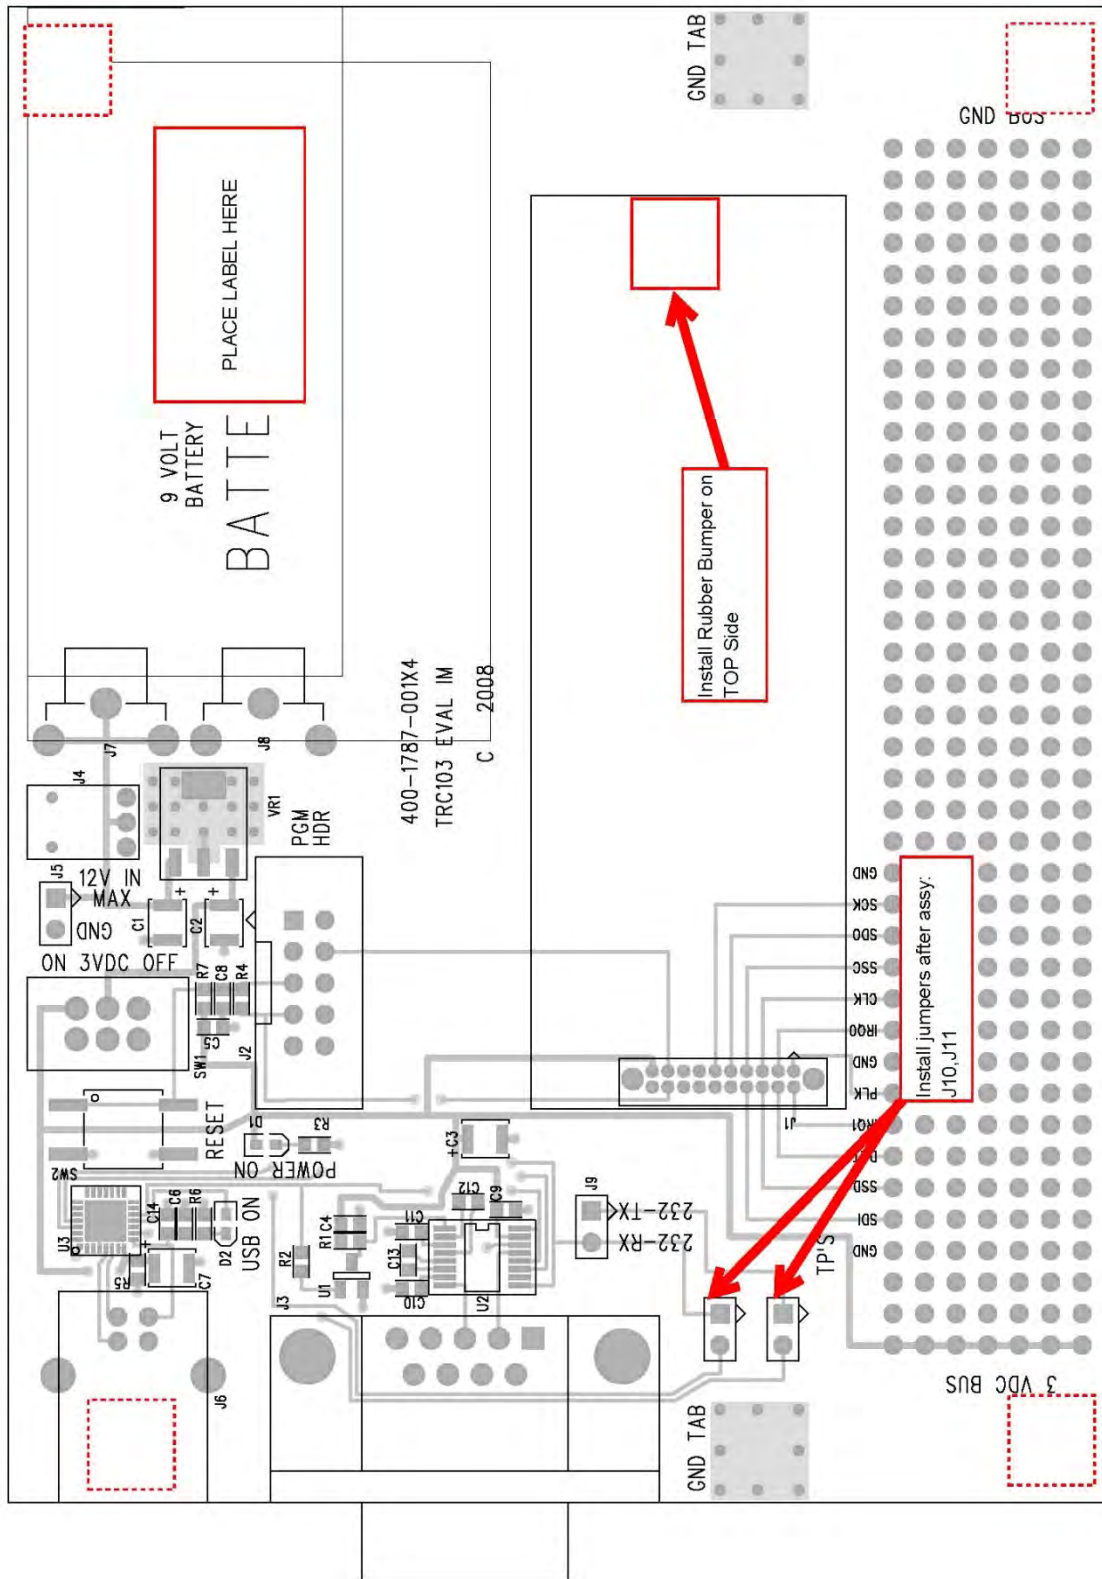 GND TAB
GND BUS
PLACE LABEL HERE
9 VOLT
BATTERY
BATTE
Install Rubber Bumper on
TOP Side
400-1787-001X4
TRC103 EVAL IM
C 2008
J7
J8
J4
VR1
PGM
HDR
J5
12V IN
MAX
GND
+
+
C1
C2
ON 3VDC OFF
R7
C8
R4
C5
SW1
J2
GND
SCK
SDO
SSC
CLK
IRQ0
GND
PLK
IRQ1
SSD
SDI
GND
Install jumpers after assy:
J10,J11
J1
RESET
SW2
D1
R3
POWER ON
+C3
U3
C14
C6
R6
+
R5
C7
D2
USB ON
R2
R1
C4
U1
C11
C12
C9
C13
C10
U2
J9
232-TX
232-RX
TP'S
J3
J6
3 VDC BUS
GND TAB